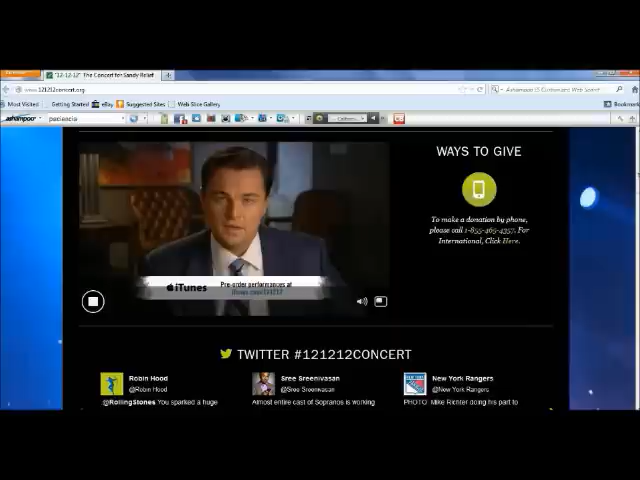 "12-12-12" The Concert for Sandy Relief
www.121212concert.org
Most Visited Getting Started eBay Suggested Sites Web Slice Gallery Bookmark
ashampoo paciencia
WAYS TO GIVE
To make a donation by phone,
please call 1-855-465-4357. For
International, Click Here.
iTunes Pre-order performances at
TWITTER #121212CONCERT
Robin Hood
@Robin Hood
@RollingStones You sparked a huge
Sree Sreenivasan
@Sree Sreenivasan
Almost entire cast of Sopranos is working
New York Rangers
@New York Rangers
PHOTO: Mike Richter doing his part to